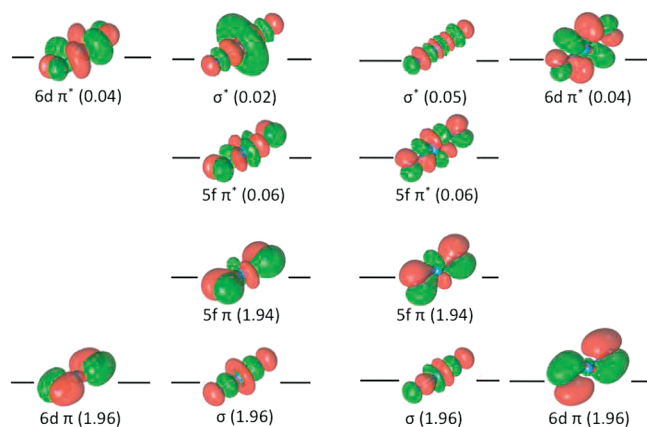 6d π* (0.04)
σ* (0.02)
σ* (0.05)
6d π* (0.04)
5f π* (0.06)
5f π* (0.06)
5f π (1.94)
5f π (1.94)
6d π (1.96)
σ (1.96)
σ (1.96)
6d π (1.96)